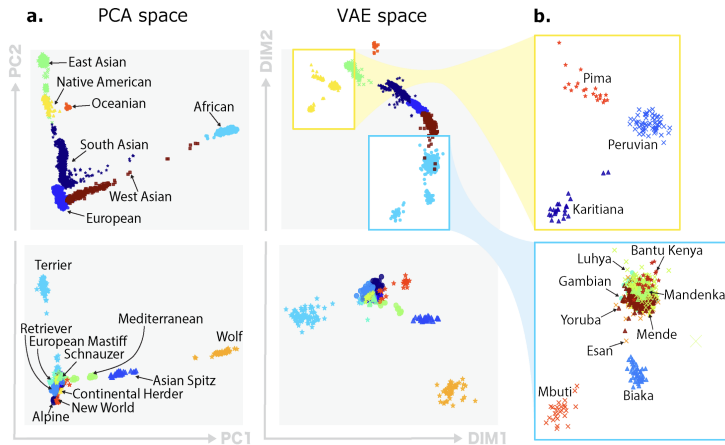 a.
PCA space
VAE space
b.
PC2
DIM2
East Asian
Native American
Oceanian
African
South Asian
West Asian
European
Pima
Peruvian
Karitiana
Terrier
Retriever
European Mastiff
Schnauzer
Mediterranean
Wolf
Asian Spitz
Continental Herder
New World
Alpine
Luhya
Bantu Kenya
Gambian
Mandenka
Yoruba
Mende
Esan
Mbuti
Biaka
PC1
DIM1